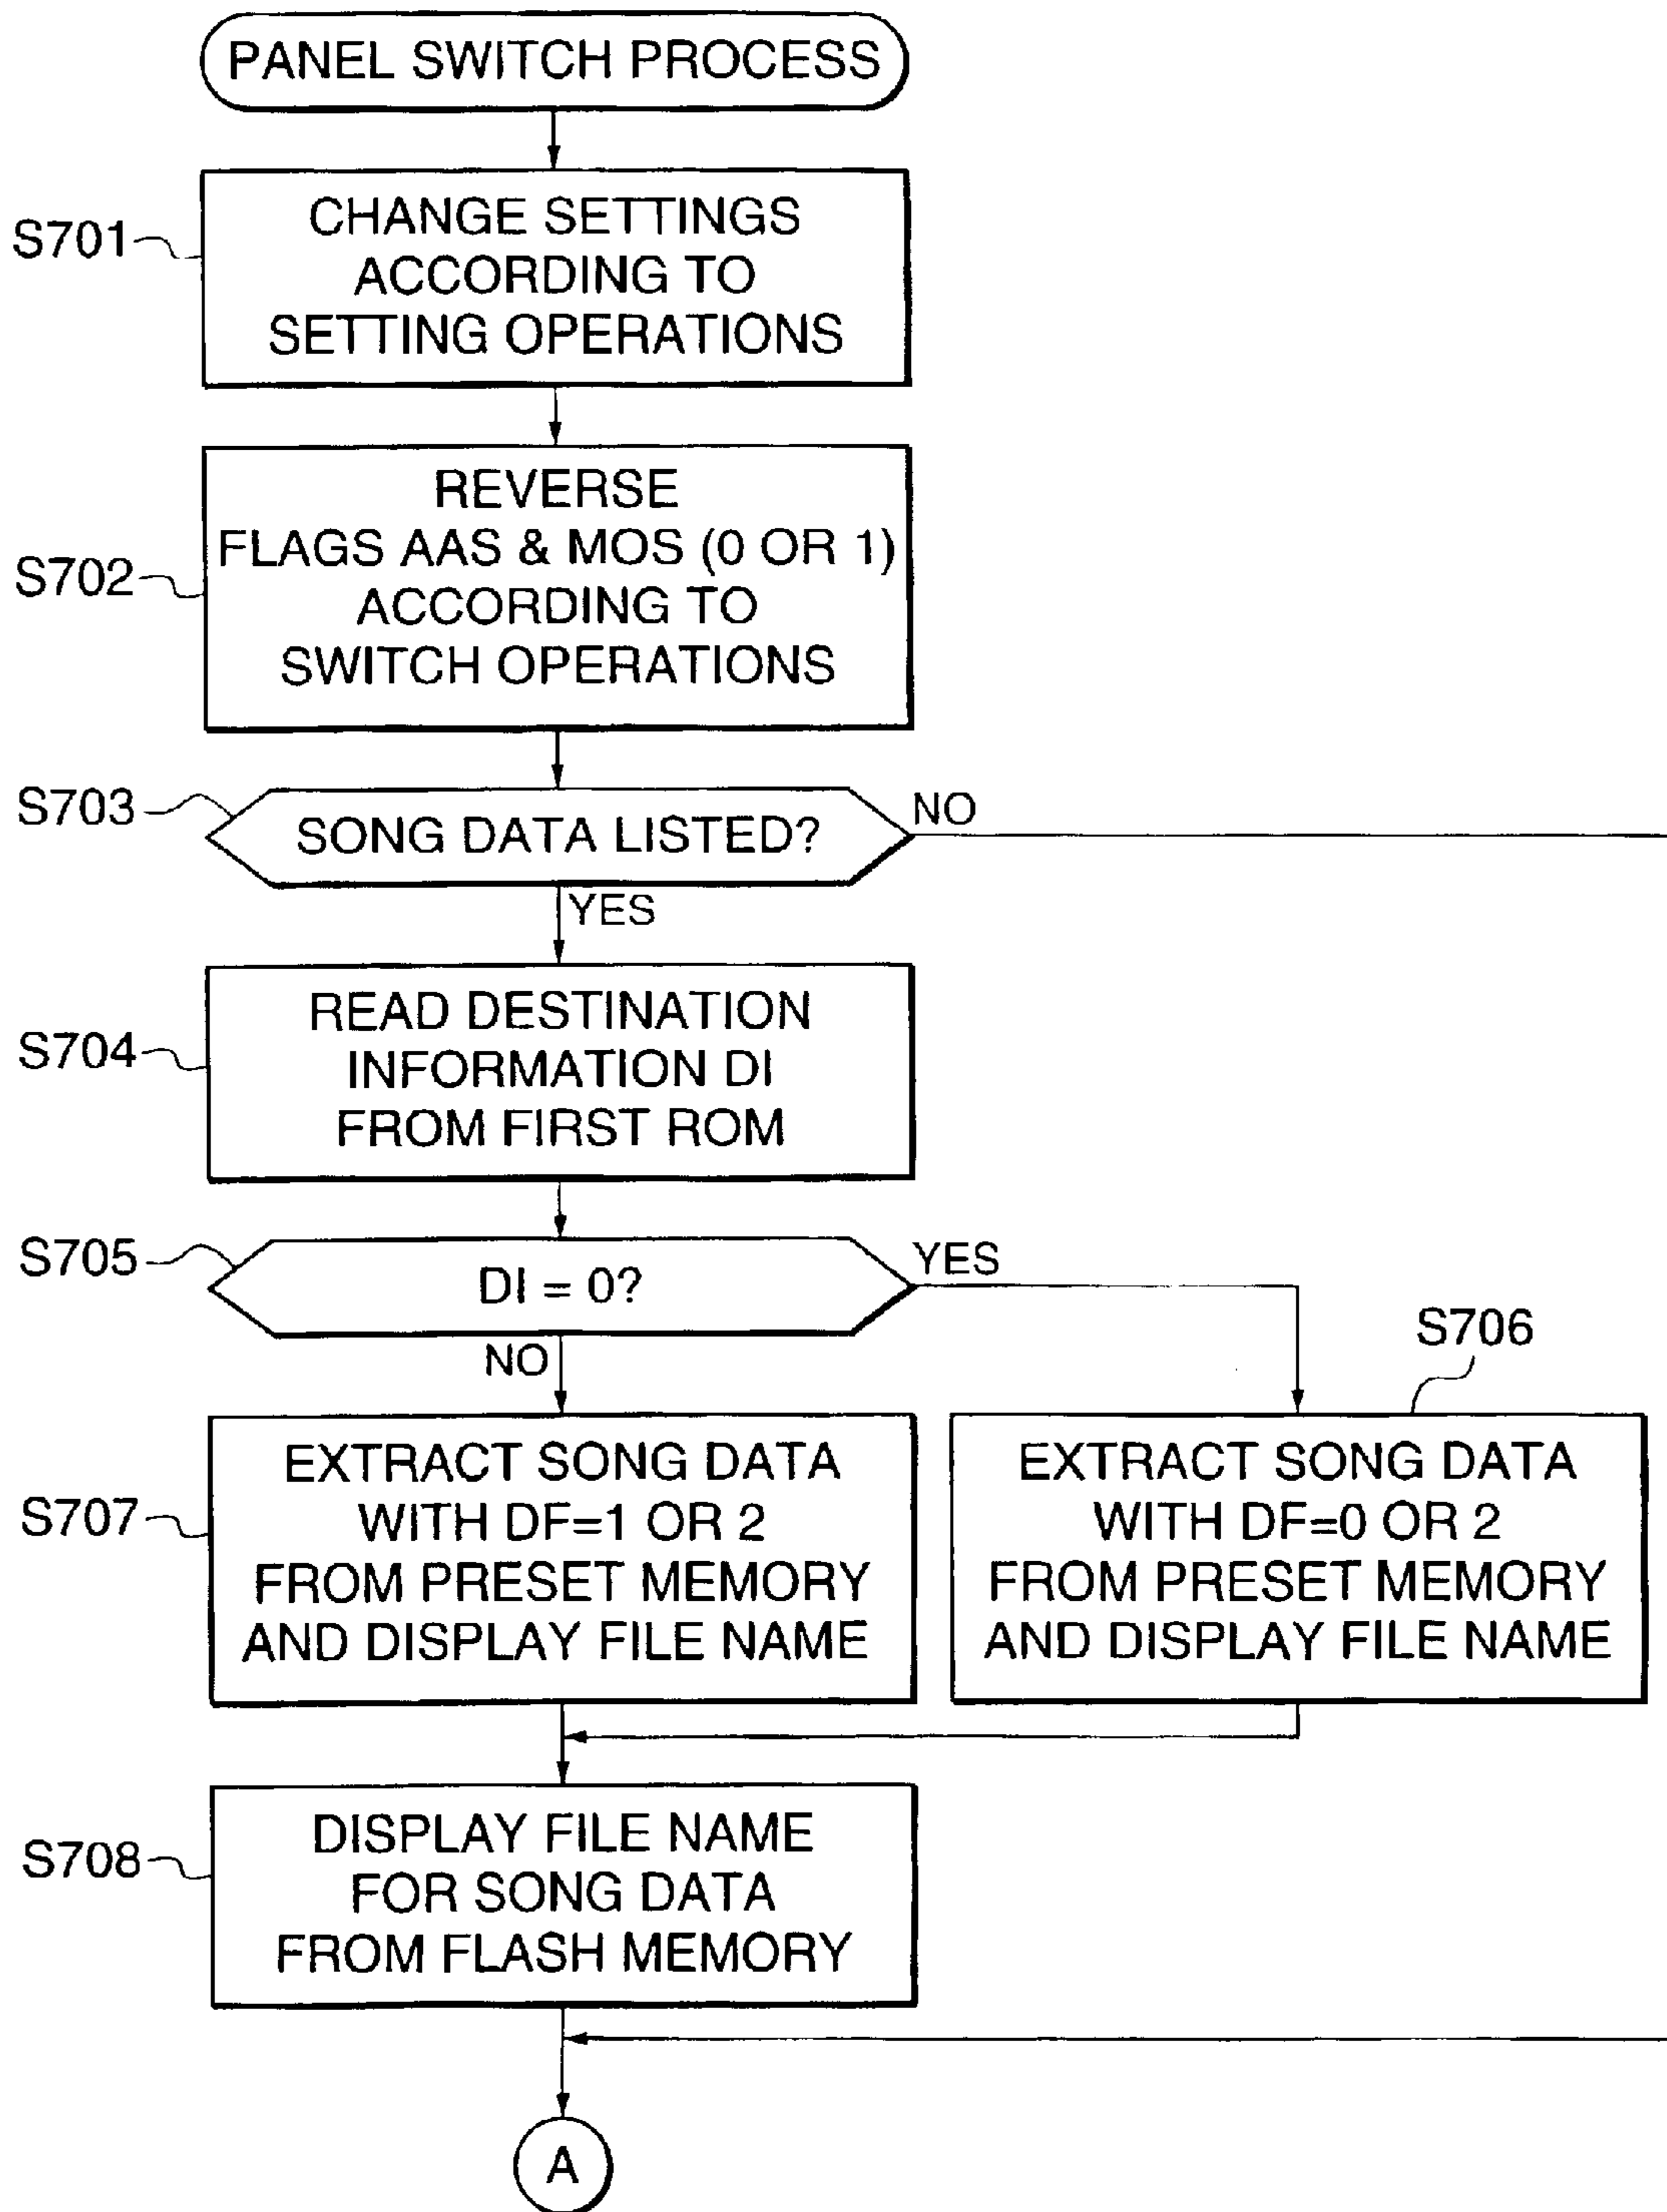 PANEL SWITCH PROCESS
S701
CHANGE SETTINGS
ACCORDING TO
SETTING OPERATIONS
S702
REVERSE
FLAGS AAS & MOS (0 OR 1)
ACCORDING TO
SWITCH OPERATIONS
S703
SONG DATA LISTED?
NO
YES
S704
READ DESTINATION
INFORMATION DI
FROM FIRST ROM
S705
DI = 0?
YES
NO
S706
S707
EXTRACT SONG DATA
WITH DF=1 OR 2
FROM PRESET MEMORY
AND DISPLAY FILE NAME
EXTRACT SONG DATA
WITH DF=0 OR 2
FROM PRESET MEMORY
AND DISPLAY FILE NAME
S708
DISPLAY FILE NAME
FOR SONG DATA
FROM FLASH MEMORY
A